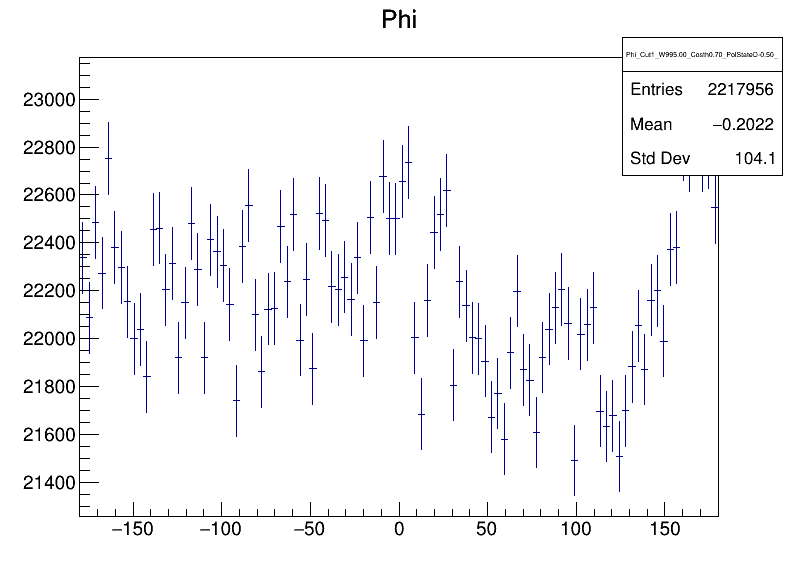 Phi
Phi_Cut1_W995.00_Costh0.70_PolState0-0.50_
Entries 2217956
Mean −0.2022
Std Dev 104.1
23000
22800
22600
22400
22200
22000
21800
21600
21400
−150 −100 −50 0 50 100 150